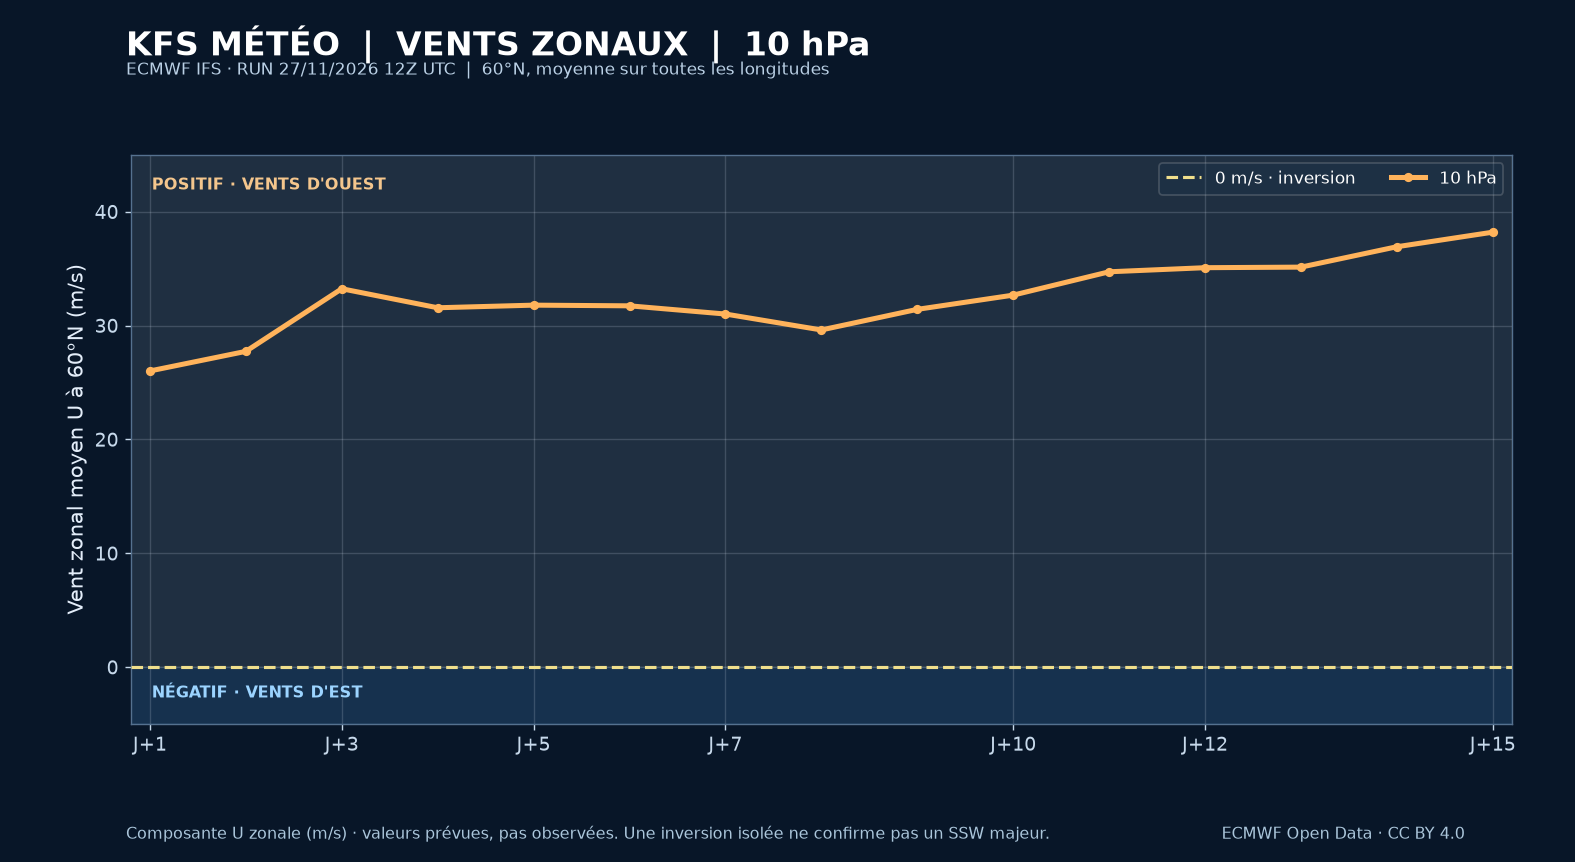 KFS MÉTÉO | VENTS ZONAUX | 10 hPa
ECMWF IFS · RUN 27/11/2026 12Z UTC | 60°N, moyenne sur toutes les longitudes
POSITIF · VENTS D'OUEST
0 m/s · inversion
10 hPa
Vent zonal moyen U à 60°N (m/s)
40
30
20
10
0
NÉGATIF · VENTS D'EST
J+1 J+3 J+5 J+7 J+10 J+12 J+15
Composante U zonale (m/s) · valeurs prévues, pas observées. Une inversion isolée ne confirme pas un SSW majeur.
ECMWF Open Data · CC BY 4.0